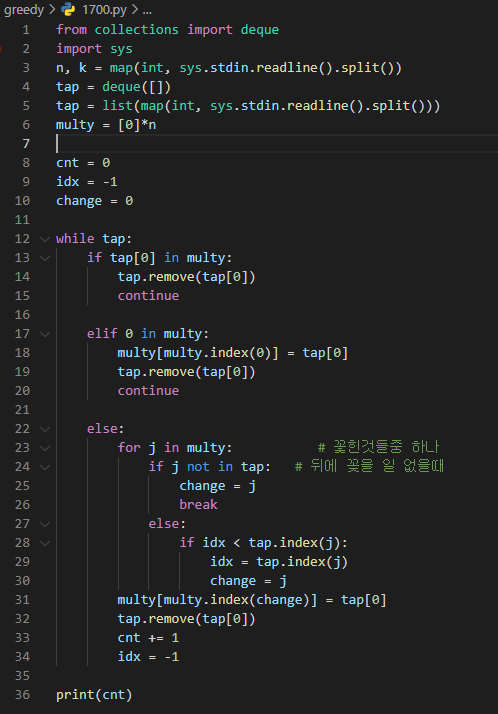 greedy > 1700.py > ...
1 from collections import deque
2 import sys
3 n, k = map(int, sys.stdin.readline().split())
4 tap = deque([])
5 tap = list(map(int, sys.stdin.readline().split()))
6 multy = [0]*n
7
8 cnt = 0
9 idx = -1
10 change = 0
11
12 while tap:
13     if tap[0] in multy:
14         tap.remove(tap[0])
15         continue
16
17     elif 0 in multy:
18         multy[multy.index(0)] = tap[0]
19         tap.remove(tap[0])
20         continue
21
22     else:
23         for j in multy:           # 꽃힌것들중 하나
24             if j not in tap:   # 뒤에 꽂을 일 없을때
25                 change = j
26                 break
27             else:
28                 if idx < tap.index(j):
29                     idx = tap.index(j)
30                     change = j
31         multy[multy.index(change)] = tap[0]
32         tap.remove(tap[0])
33         cnt += 1
34         idx = -1
35
36 print(cnt)